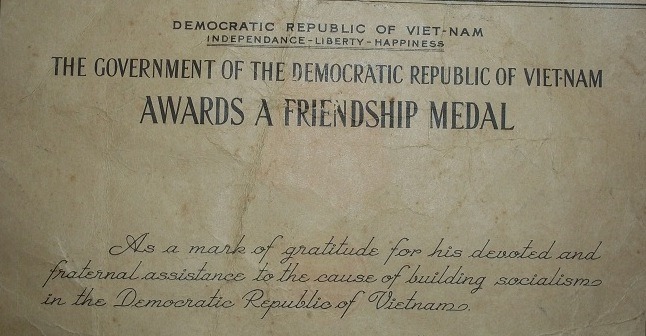 DEMOCRATIC REPUBLIC OF VIET-NAM
INDEPENDANCE-LIBERTY-HAPPINESS
THE GOVERNMENT OF THE DEMOCRATIC REPUBLIC OF VIET-NAM
AWARDS A FRIENDSHIP MEDAL
As a mark of gratitude for his devoted and
fraternal assistance to the cause of building socialism
in the Democratic Republic of Vietnam.